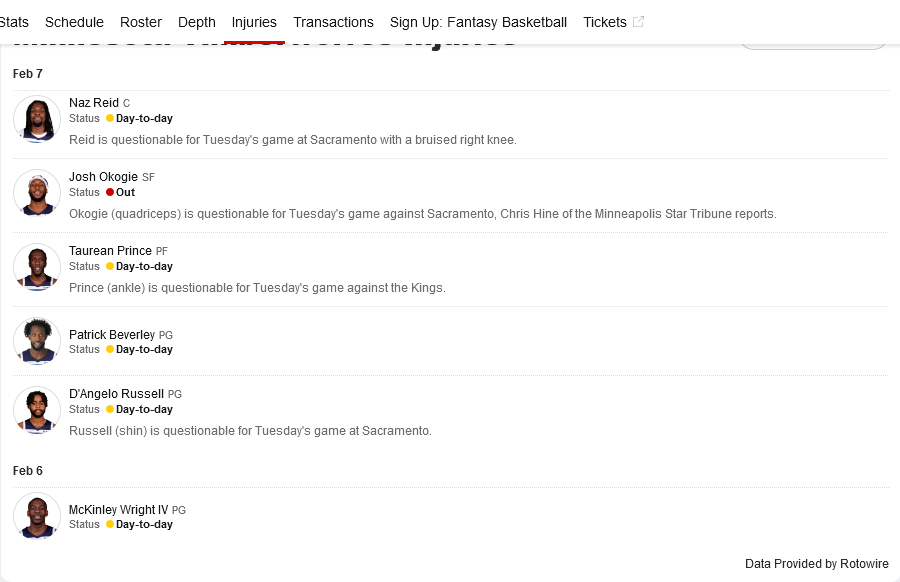 Stats Schedule Roster Depth Injuries Transactions Sign Up: Fantasy Basketball Tickets
Minnesota Timberwolves Injuries
Feb 7
Naz Reid C
Status Day-to-day
Reid is questionable for Tuesday's game at Sacramento with a bruised right knee.
Josh Okogie SF
Status Out
Okogie (quadriceps) is questionable for Tuesday's game against Sacramento, Chris Hine of the Minneapolis Star Tribune reports.
Taurean Prince PF
Status Day-to-day
Prince (ankle) is questionable for Tuesday's game against the Kings.
Patrick Beverley PG
Status Day-to-day
D'Angelo Russell PG
Status Day-to-day
Russell (shin) is questionable for Tuesday's game at Sacramento.
Feb 6
McKinley Wright IV PG
Status Day-to-day
Data Provided by Rotowire